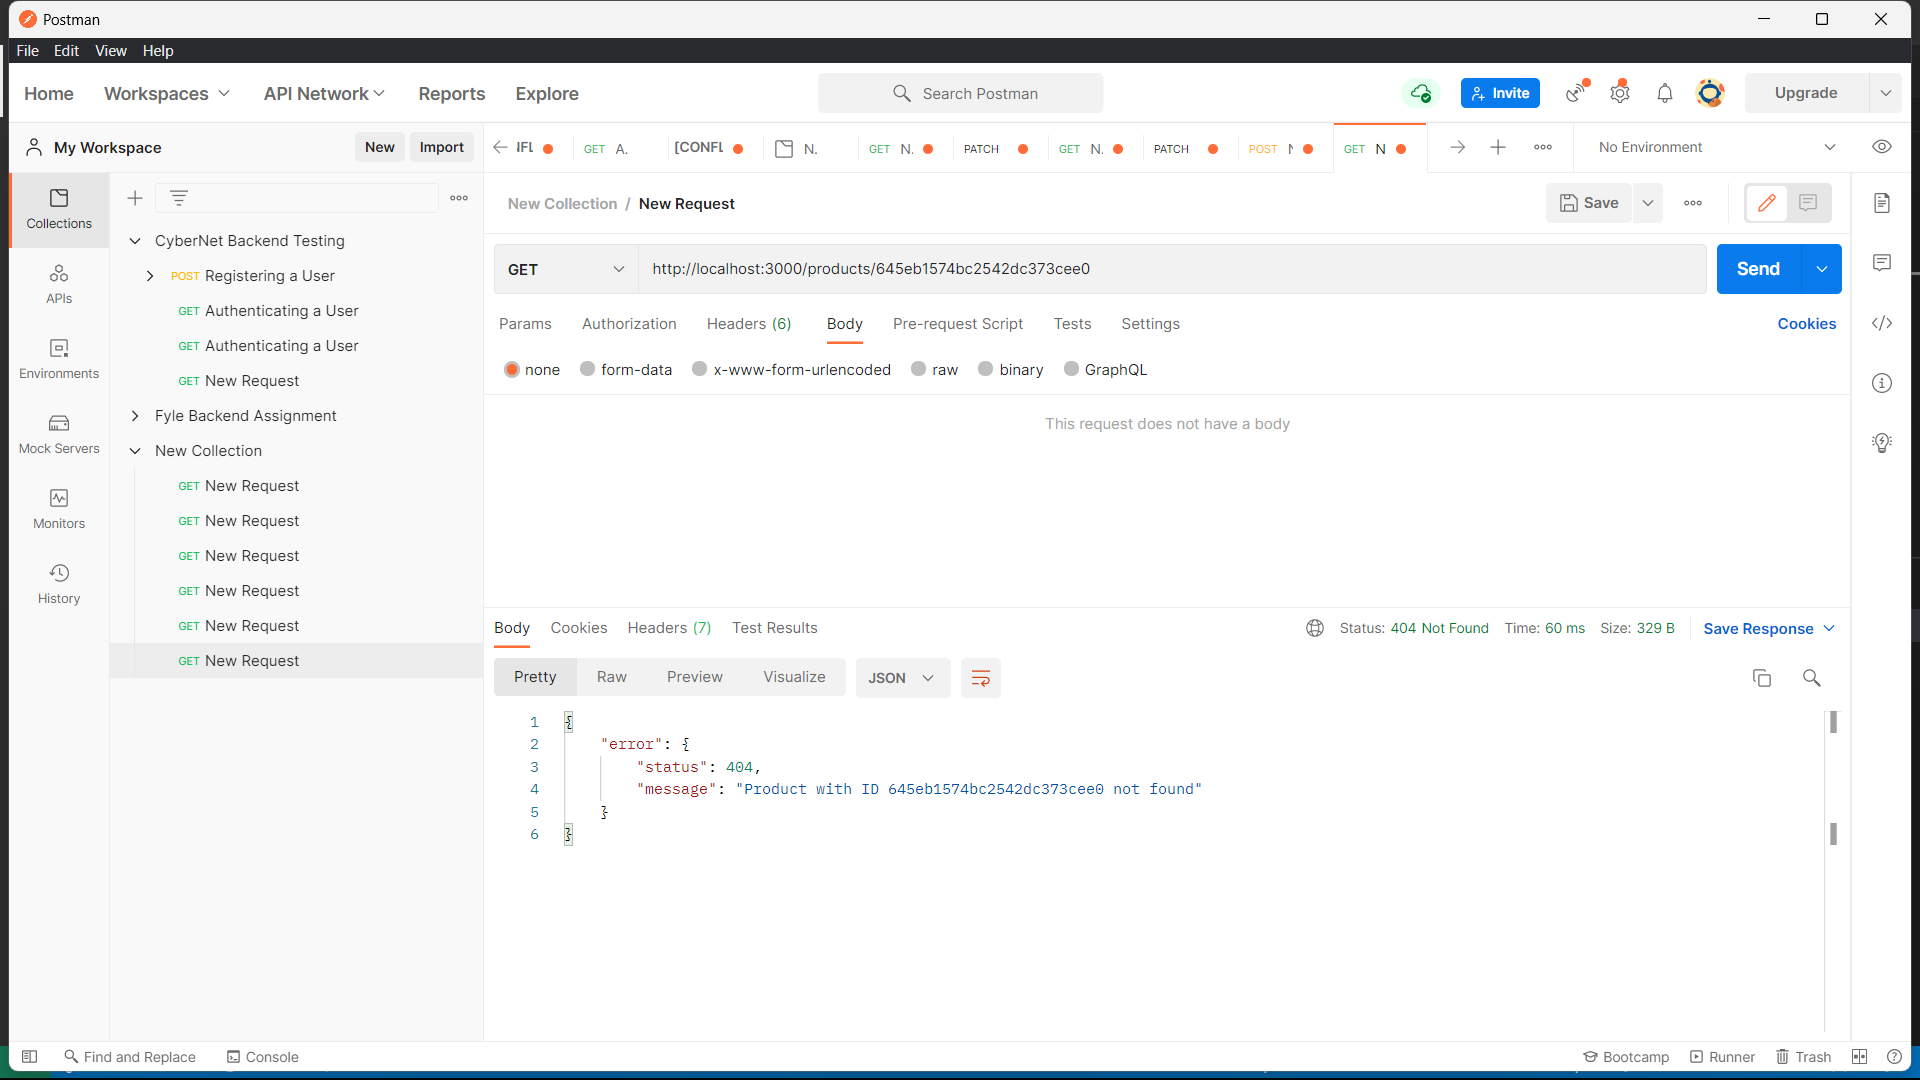 Postman
File Edit View Help
Home Workspaces API Network Reports Explore
Search Postman
Invite
Upgrade
My Workspace
New Import
IFL GET A. [CONFL N. GET N. PATCH GET N. PATCH POST N GET N
No Environment
Collections
APIs
Environments
Mock Servers
Monitors
History
CyberNet Backend Testing
POST Registering a User
GET Authenticating a User
GET Authenticating a User
GET New Request
Fyle Backend Assignment
New Collection
GET New Request
GET New Request
GET New Request
GET New Request
GET New Request
GET New Request
New Collection / New Request
Save
GET http://localhost:3000/products/645eb1574bc2542dc373cee0
Send
Params Authorization Headers (6) Body Pre-request Script Tests Settings
Cookies
none form-data x-www-form-urlencoded raw binary GraphQL
This request does not have a body
Body Cookies Headers (7) Test Results
Status: 404 Not Found Time: 60 ms Size: 329 B Save Response
Pretty Raw Preview Visualize JSON
1 {
2 "error": {
3 "status": 404,
4 "message": "Product with ID 645eb1574bc2542dc373cee0 not found"
5 }
6 }
Find and Replace Console
Bootcamp Runner Trash